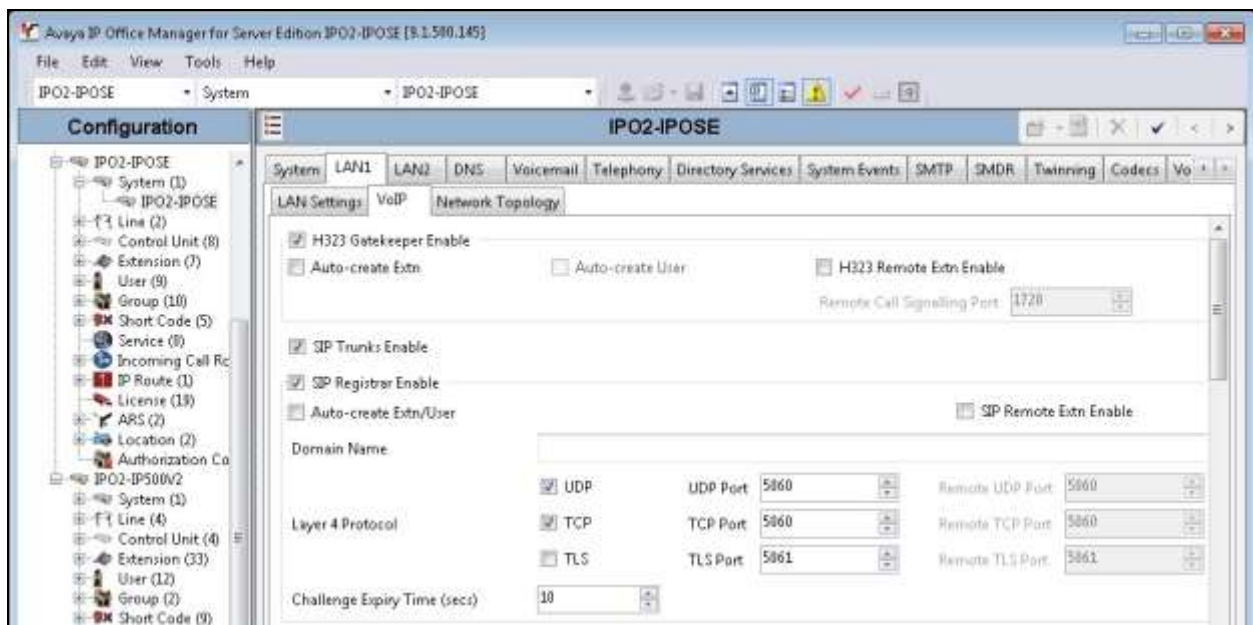 Avaya IP Office Manager for Server Edition IPO2-IPOSE [9.1.500.145]
File Edit View Tools Help
IPO2-IPOSE System IPO2-IPOSE
Configuration
IPO2-IPOSE
IPO2-IPOSE
System (1)
IPO2-IPOSE
Line (2)
Control Unit (8)
Extension (7)
User (9)
Group (10)
Short Code (5)
Service (0)
Incoming Call Rc
IP Route (1)
License (19)
ARS (2)
Location (2)
Authorization Co
IPO2-IP500V2
System (1)
Line (4)
Control Unit (4)
Extension (33)
User (12)
Group (2)
Short Code (9)
System LAN1 LAN2 DNS Voicemail Telephony Directory Services System Events SMTP SMDR Twinning Codecs Vo
LAN Settings VoIP Network Topology
H323 Gatekeeper Enable
Auto-create Extn Auto-create User H323 Remote Extn Enable
Remote Call Signalling Port 1720
SIP Trunks Enable
SIP Registrar Enable
Auto-create Extn/User SIP Remote Extn Enable
Domain Name
UDP UDP Port 5060 Remote UDP Port 5060
Layer 4 Protocol TCP TCP Port 5060 Remote TCP Port 5060
TLS TLS Port 5061 Remote TLS Port 5061
Challenge Expiry Time (secs) 10